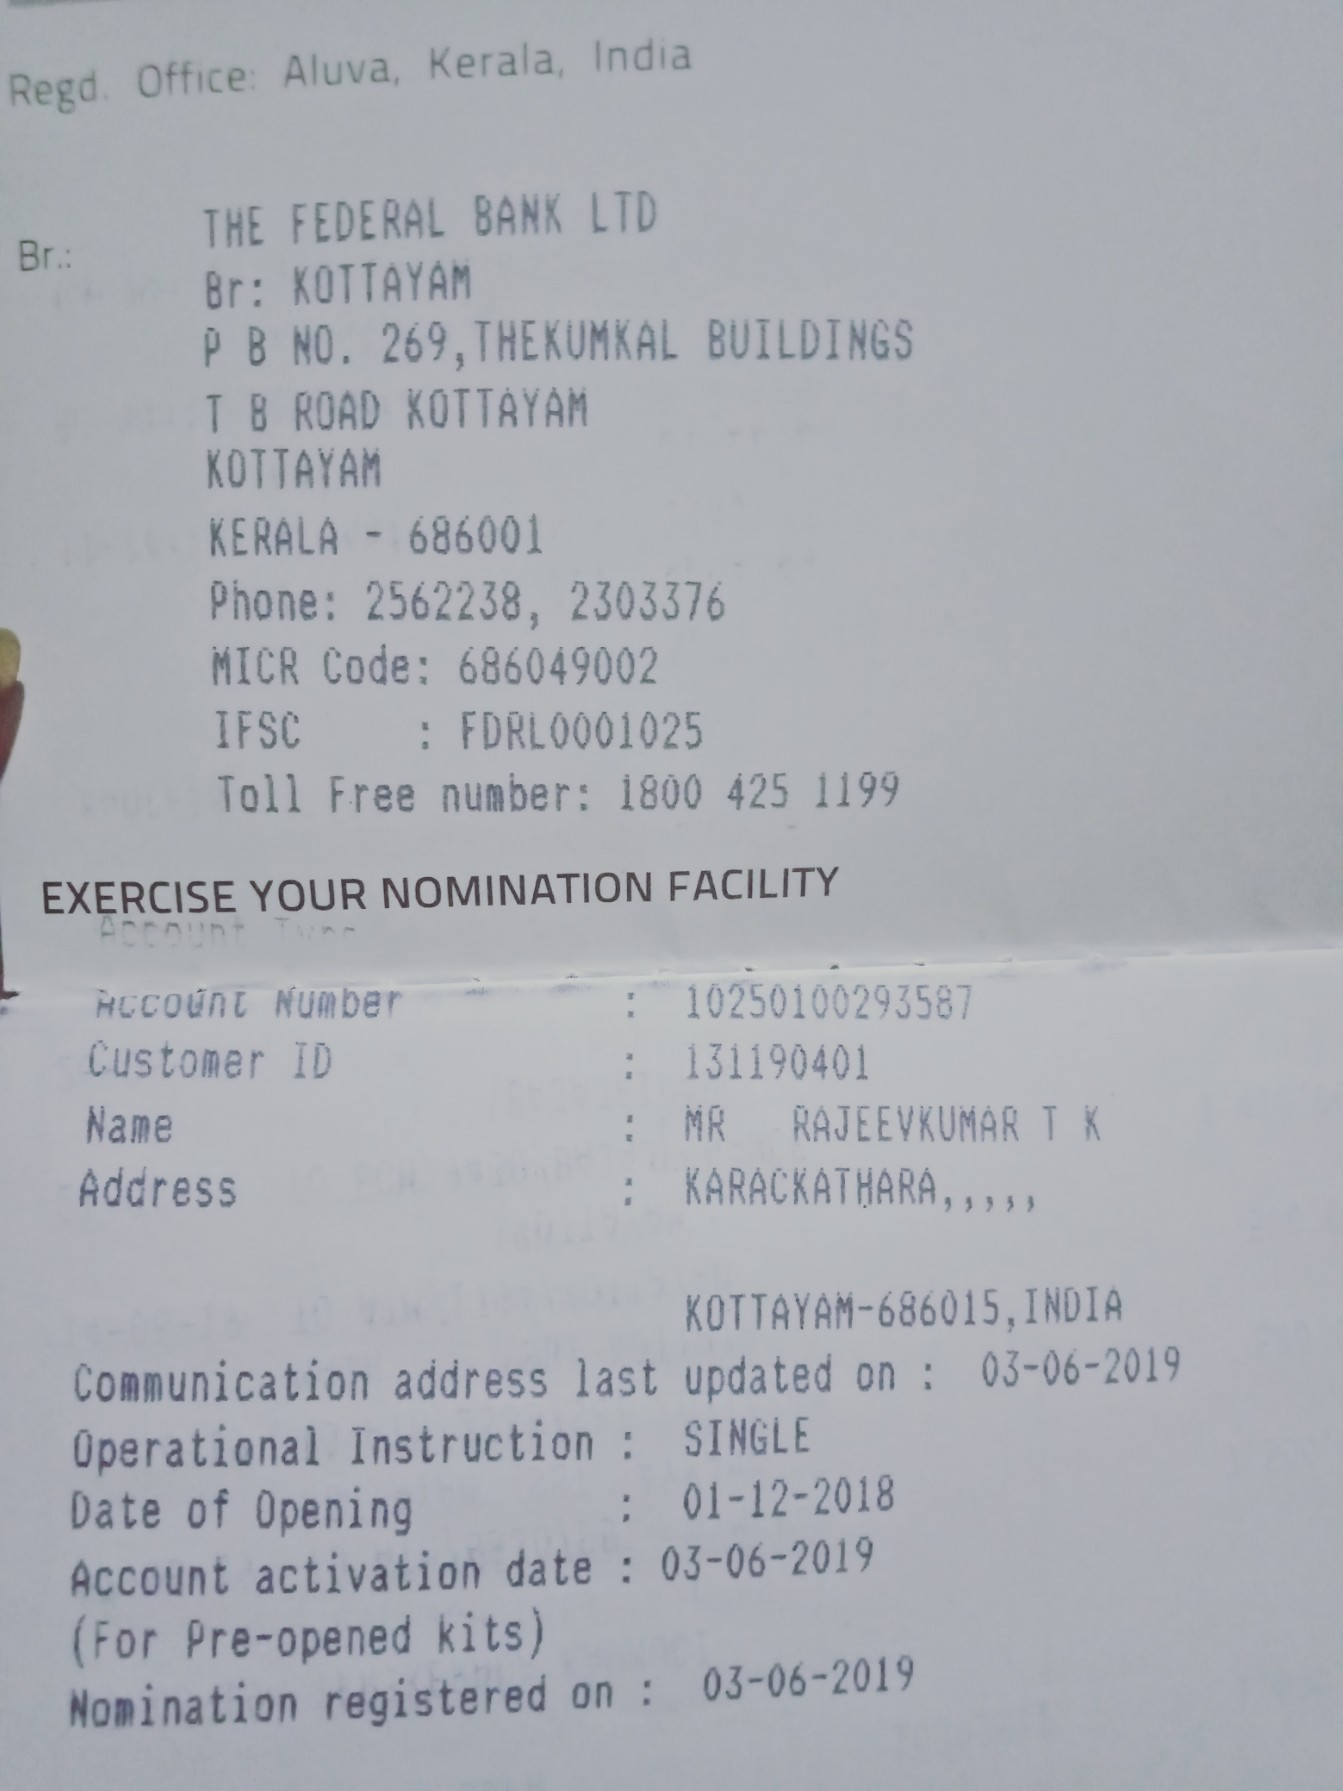 Regd. Office: Aluva, Kerala, India
THE FEDERAL BANK LTD
Br.:
Br: KOTTAYAM
P B NO. 269,THEKUMKAL BUILDINGS
T B ROAD KOTTAYAM
KOTTAYAM
KERALA - 686001
Phone: 2562238, 2303376
MICR Code: 686049002
IFSC : FDRL0001025
Toll Free number: 1800 425 1199
EXERCISE YOUR NOMINATION FACILITY
Account Type
Account Number : 10250100293587
Customer ID : 131190401
Name : MR RAJEEVKUMAR T K
Address : KARACKATHARA,,,,,
KOTTAYAM-686015,INDIA
Communication address last updated on : 03-06-2019
Operational Instruction : SINGLE
Date of Opening : 01-12-2018
Account activation date : 03-06-2019
(For Pre-opened kits)
Nomination registered on : 03-06-2019